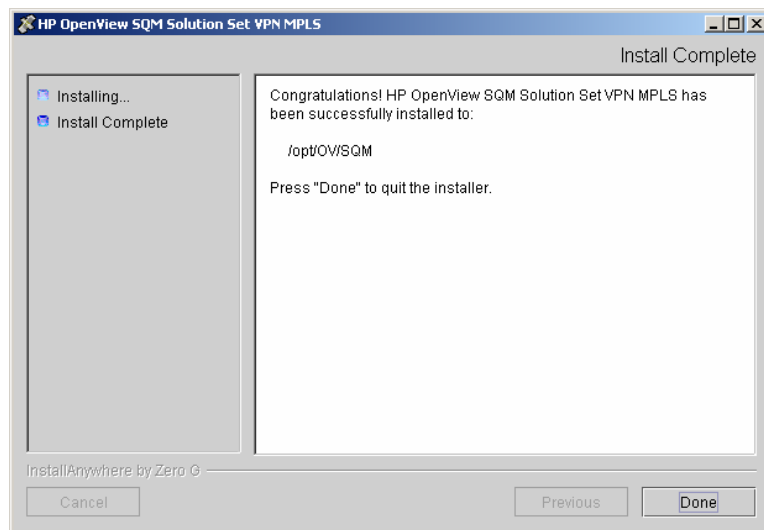 HP OpenView SQM Solution Set VPN MPLS
Install Complete
Installing...
Install Complete
Congratulations! HP OpenView SQM Solution Set VPN MPLS has
been successfully installed to:
/opt/OV/SQM
Press "Done" to quit the installer.
InstallAnywhere by Zero G
Cancel
Previous
Done